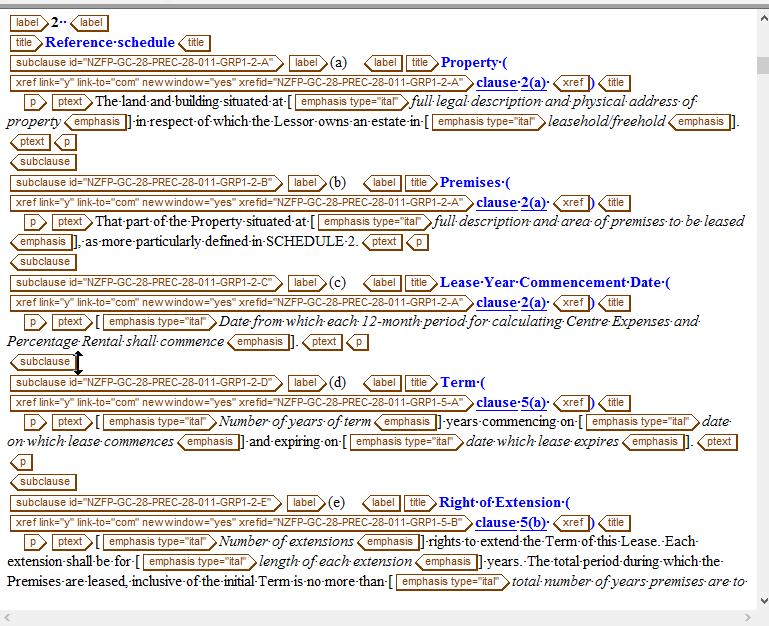 label 2·· label
title Reference·schedule title
subclause id="NZFP-GC-28-PREC-28-011-GRP1-2-A" label (a) label title Property·(
xref link="y" link-to="com" newwindow="yes" xrefid="NZFP-GC-28-PREC-28-011-GRP1-2-A" clause·2(a)· xref ) title
p ptext The·land·and·building·situated·at·[ emphasis type="ital" full·legal·description·and·physical·address·of·
property emphasis ]·in·respect·of·which·the·Lessor·owns·an·estate·in·[ emphasis type="ital" leasehold/freehold emphasis ].
ptext p
subclause
subclause id="NZFP-GC-28-PREC-28-011-GRP1-2-B" label (b) label title Premises·(
xref link="y" link-to="com" newwindow="yes" xrefid="NZFP-GC-28-PREC-28-011-GRP1-2-A" clause·2(a)· xref ) title
p ptext That·part·of·the·Property·situated·at·[ emphasis type="ital" full·description·and·area·of·premises·to·be·leased
emphasis ],·as·more·particularly·defined·in·SCHEDULE·2. ptext p
subclause
subclause id="NZFP-GC-28-PREC-28-011-GRP1-2-C" label (c) label title Lease·Year·Commencement·Date·(
xref link="y" link-to="com" newwindow="yes" xrefid="NZFP-GC-28-PREC-28-011-GRP1-2-A" clause·2(a)· xref ) title
p ptext [ emphasis type="ital" Date·from·which·each·12-month·period·for·calculating·Centre·Expenses·and·
Percentage·Rental·shall·commence emphasis ]. ptext p
subclause
subclause id="NZFP-GC-28-PREC-28-011-GRP1-2-D" label (d) label title Term·(
xref link="y" link-to="com" newwindow="yes" xrefid="NZFP-GC-28-PREC-28-011-GRP1-5-A" clause·5(a)· xref ) title
p ptext [ emphasis type="ital" Number·of·years·of·term emphasis ]·years·commencing·on·[ emphasis type="ital" date·
on·which·lease·commences emphasis ]·and·expiring·on·[ emphasis type="ital" date·which·lease·expires emphasis ]. ptext
p
subclause
subclause id="NZFP-GC-28-PREC-28-011-GRP1-2-E" label (e) label title Right·of·Extension·(
xref link="y" link-to="com" newwindow="yes" xrefid="NZFP-GC-28-PREC-28-011-GRP1-5-B" clause·5(b)· xref ) title
p ptext [ emphasis type="ital" Number·of·extensions emphasis ]·rights·to·extend·the·Term·of·this·Lease.·Each·
extension·shall·be·for·[ emphasis type="ital" length·of·each·extension emphasis ]·years.·The·total·period·during·which·the·
Premises·are·leased,·inclusive·of·the·initial·Term·is·no·more·than·[ emphasis type="ital" total·number·of·years·premises·are·to·